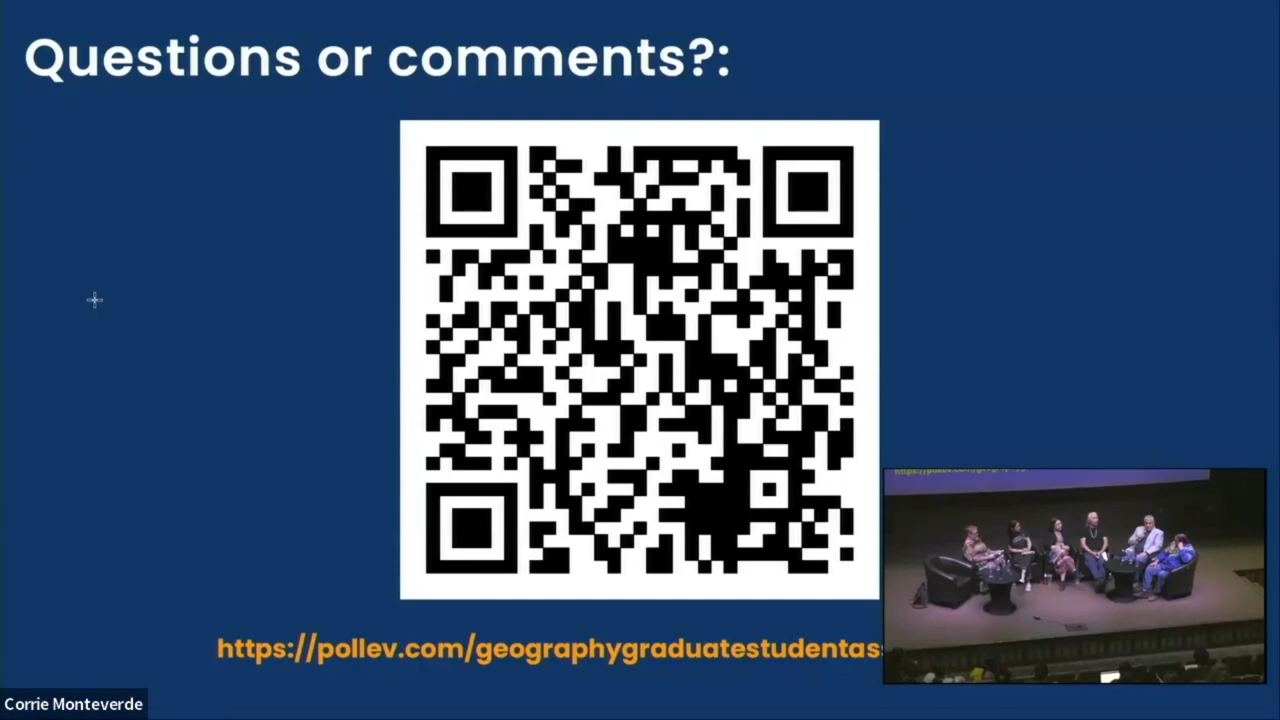 Questions or comments?:
https://pollev.com/geographygraduatestudentas
Corrie Monteverde